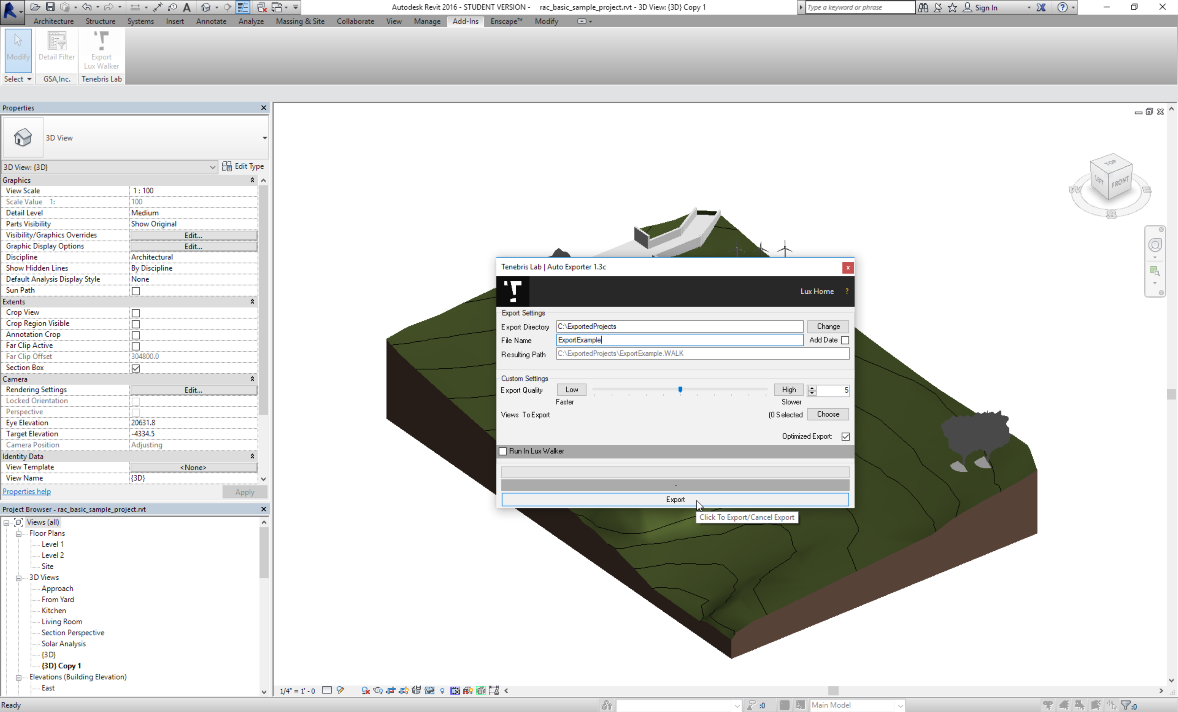 Autodesk Revit 2016 - STUDENT VERSION - rac_basic_sample_project.rvt - 3D View: {3D} Copy 1
Type a keyword or phrase
Sign In
Architecture Structure Systems Insert Annotate Analyze Massing & Site Collaborate View Manage Add-Ins Enscape™ Modify
Modify
Detail Filter
Export
Lux Walker
Select
GSA,Inc.
Tenebris Lab
Properties
3D View
3D View: {3D}
Edit Type
Graphics
View Scale 1 : 100
Scale Value 1: 100
Detail Level Medium
Parts Visibility Show Original
Visibility/Graphics Overrides Edit...
Graphic Display Options Edit...
Discipline Architectural
Show Hidden Lines By Discipline
Default Analysis Display Style None
Sun Path
Extents
Crop View
Crop Region Visible
Annotation Crop
Far Clip Active
Far Clip Offset 304800.0
Section Box
Camera
Rendering Settings Edit...
Locked Orientation
Perspective
Eye Elevation 20631.8
Target Elevation -4334.5
Camera Position Adjusting
Identity Data
View Template <None>
View Name {3D}
Properties help
Apply
Project Browser - rac_basic_sample_project.rvt
Views (all)
Floor Plans
Level 1
Level 2
Site
3D Views
Approach
From Yard
Kitchen
Living Room
Section Perspective
Solar Analysis
{3D}
{3D} Copy 1
Elevations (Building Elevation)
East
TOP
LEFT
FRONT
Tenebris Lab | Auto Exporter 1.3c
x
Lux Home ?
Export Settings
Export Directory C:\ExportedProjects Change
File Name ExportExample Add Date
Resulting Path C:\ExportedProjects\ExportExample.WALK
Custom Settings
Export Quality Low High 5
Faster Slower
Views To Export (0 Selected Choose
Optimized Export:
Run In Lux Walker
-
Export
Click To Export/Cancel Export
1/4" = 1'-0
Ready
:0
Main Model
:0